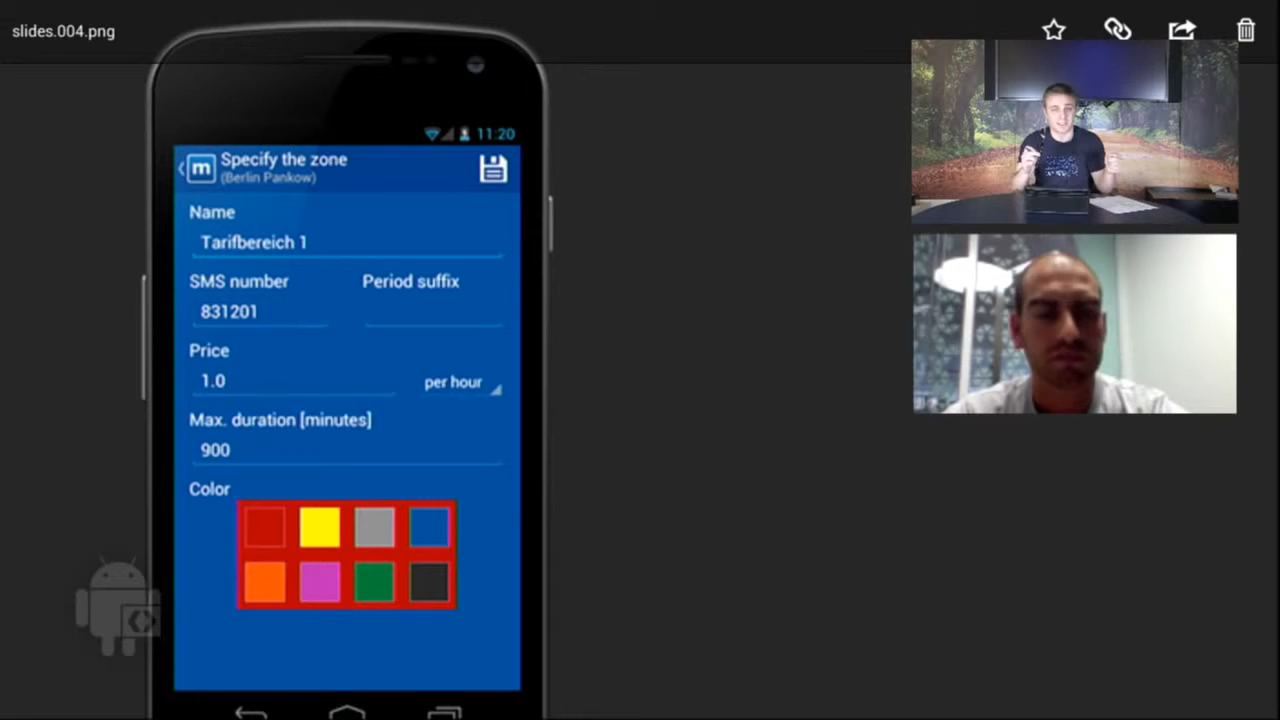 slides.004.png
11:20
m
Specify the zone
(Berlin Pankow)
Name
Tarifbereich 1
SMS number
Period suffix
831201
Price
1.0
per hour
Max. duration [minutes]
900
Color